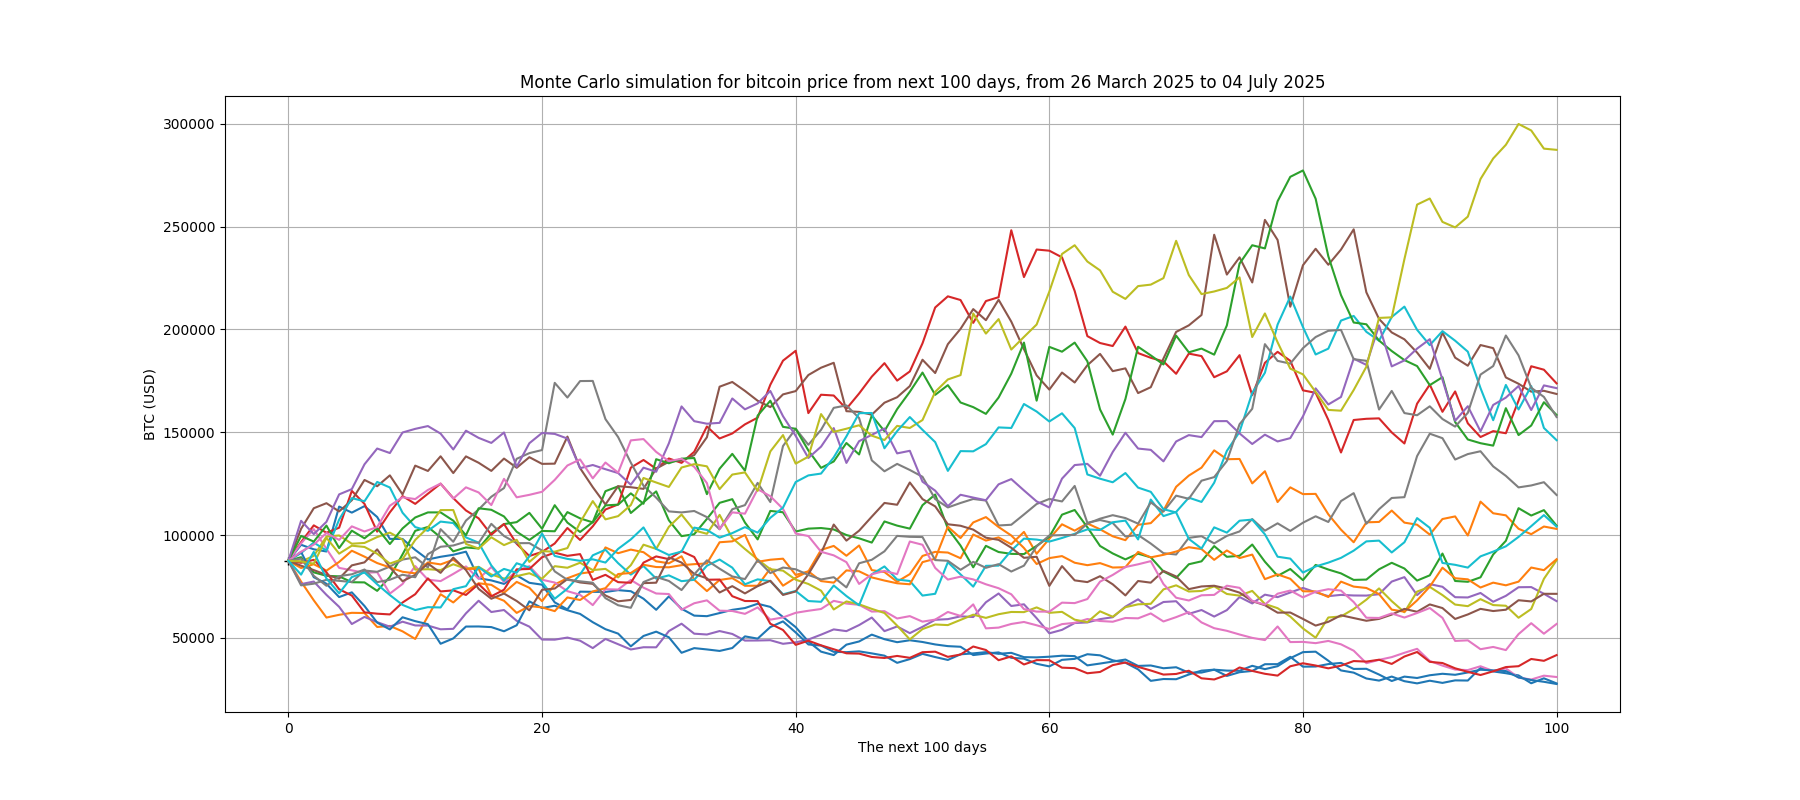 Monte Carlo simulation for bitcoin price from next 100 days, from 26 March 2025 to 04 July 2025
300000
250000
200000
150000
100000
50000
BTC (USD)
0 20 40 60 80 100
The next 100 days